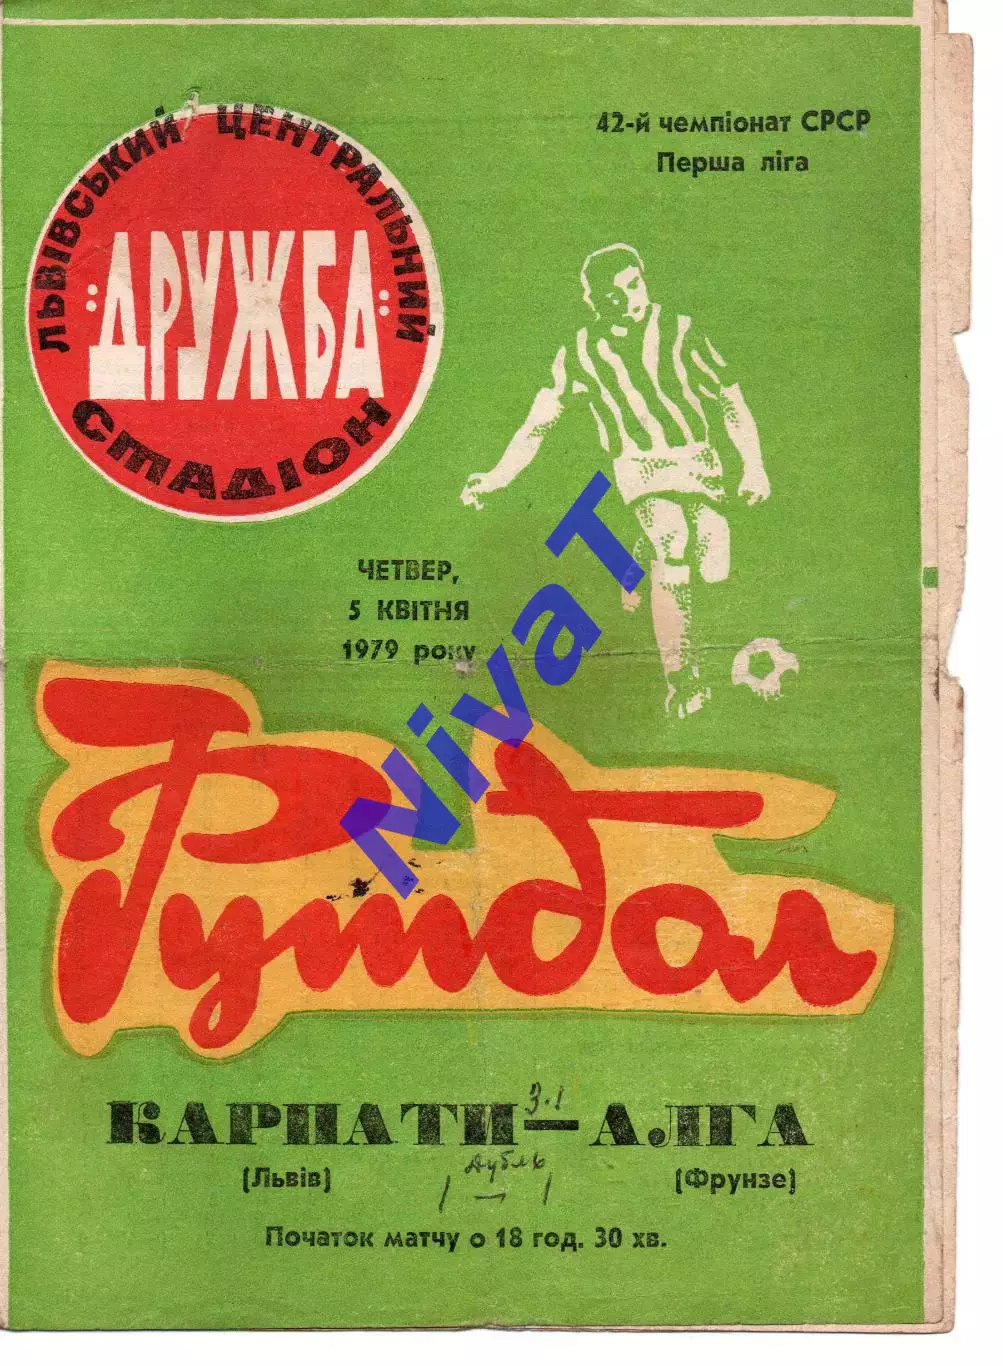 ЛЬВІВСЬКИЙ ЦЕНТРАЛЬНИЙ
"ДРУЖБА"
СТАДІОН
42-й чемпіонат СРСР
Перша ліга
ЧЕТВЕР,
5 КВІТНЯ
1979 року
NivaT
Футбол
3.1
КАРПАТИ — АЛГА
(Львів) (Фрунзе)
дубль
1 — 1
Початок матчу о 18 год. 30 хв.